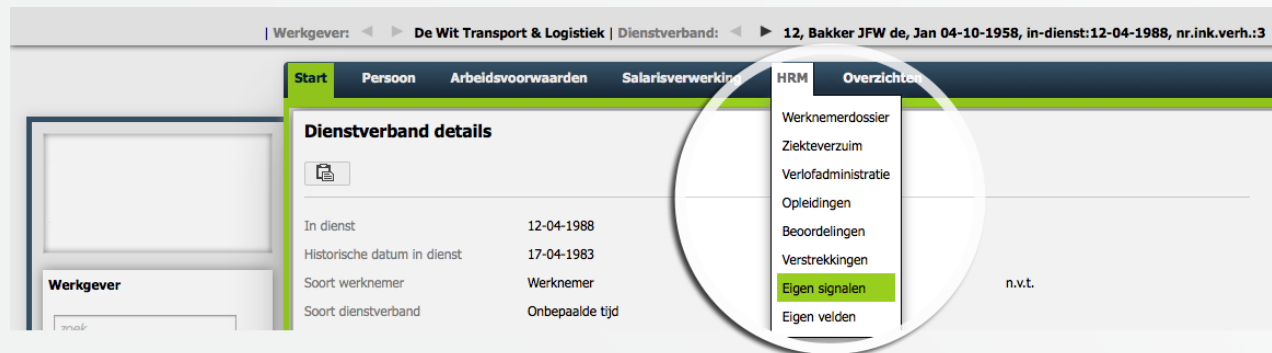 | Werkgever: De Wit Transport & Logistiek | Dienstverband: 12, Bakker JFW de, Jan 04-10-1958, in-dienst:12-04-1988, nr.ink.verh.:3
Start Persoon Arbeidsvoorwaarden Salarisverwerking HRM Overzichten
Dienstverband details
Werknemerdossier
Ziekteverzuim
Verlofadministratie
Opleidingen
Beoordelingen
Verstrekkingen
Eigen signalen
Eigen velden
In dienst 12-04-1988
Historische datum in dienst 17-04-1983
Soort werknemer Werknemer n.v.t.
Soort dienstverband Onbepaalde tijd
Werkgever
zoek